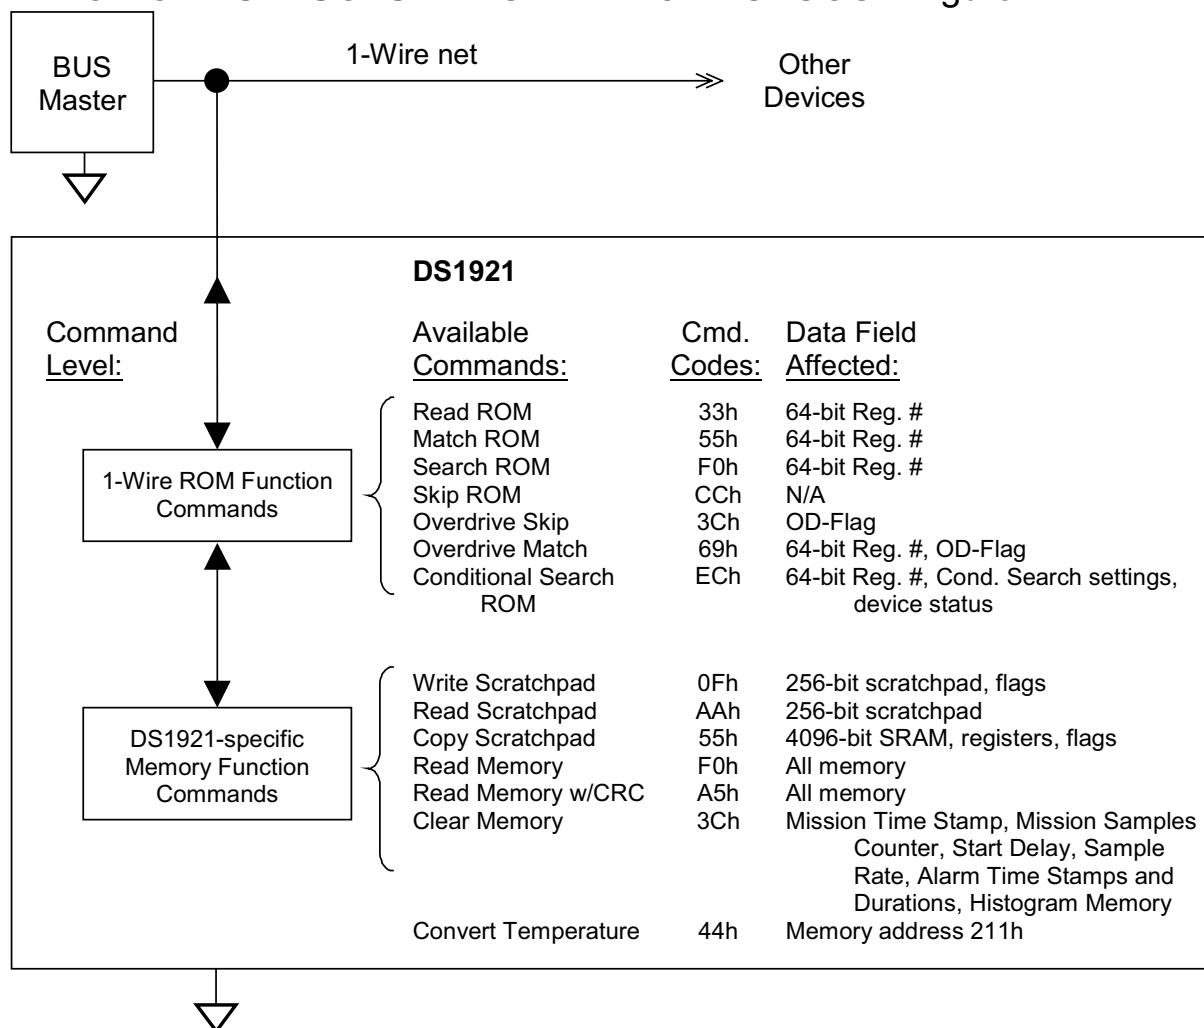 BUS
Master
1-Wire net
Other
Devices
DS1921
Command
Level:
Available
Commands:
Cmd.
Codes:
Data Field
Affected:
1-Wire ROM Function
Commands
Read ROM 33h 64-bit Reg. #
Match ROM 55h 64-bit Reg. #
Search ROM F0h 64-bit Reg. #
Skip ROM CCh N/A
Overdrive Skip 3Ch OD-Flag
Overdrive Match 69h 64-bit Reg. #, OD-Flag
Conditional Search ECh 64-bit Reg. #, Cond. Search settings,
ROM device status
DS1921-specific
Memory Function
Commands
Write Scratchpad 0Fh 256-bit scratchpad, flags
Read Scratchpad AAh 256-bit scratchpad
Copy Scratchpad 55h 4096-bit SRAM, registers, flags
Read Memory F0h All memory
Read Memory w/CRC A5h All memory
Clear Memory 3Ch Mission Time Stamp, Mission Samples
Counter, Start Delay, Sample
Rate, Alarm Time Stamps and
Durations, Histogram Memory
Convert Temperature 44h Memory address 211h